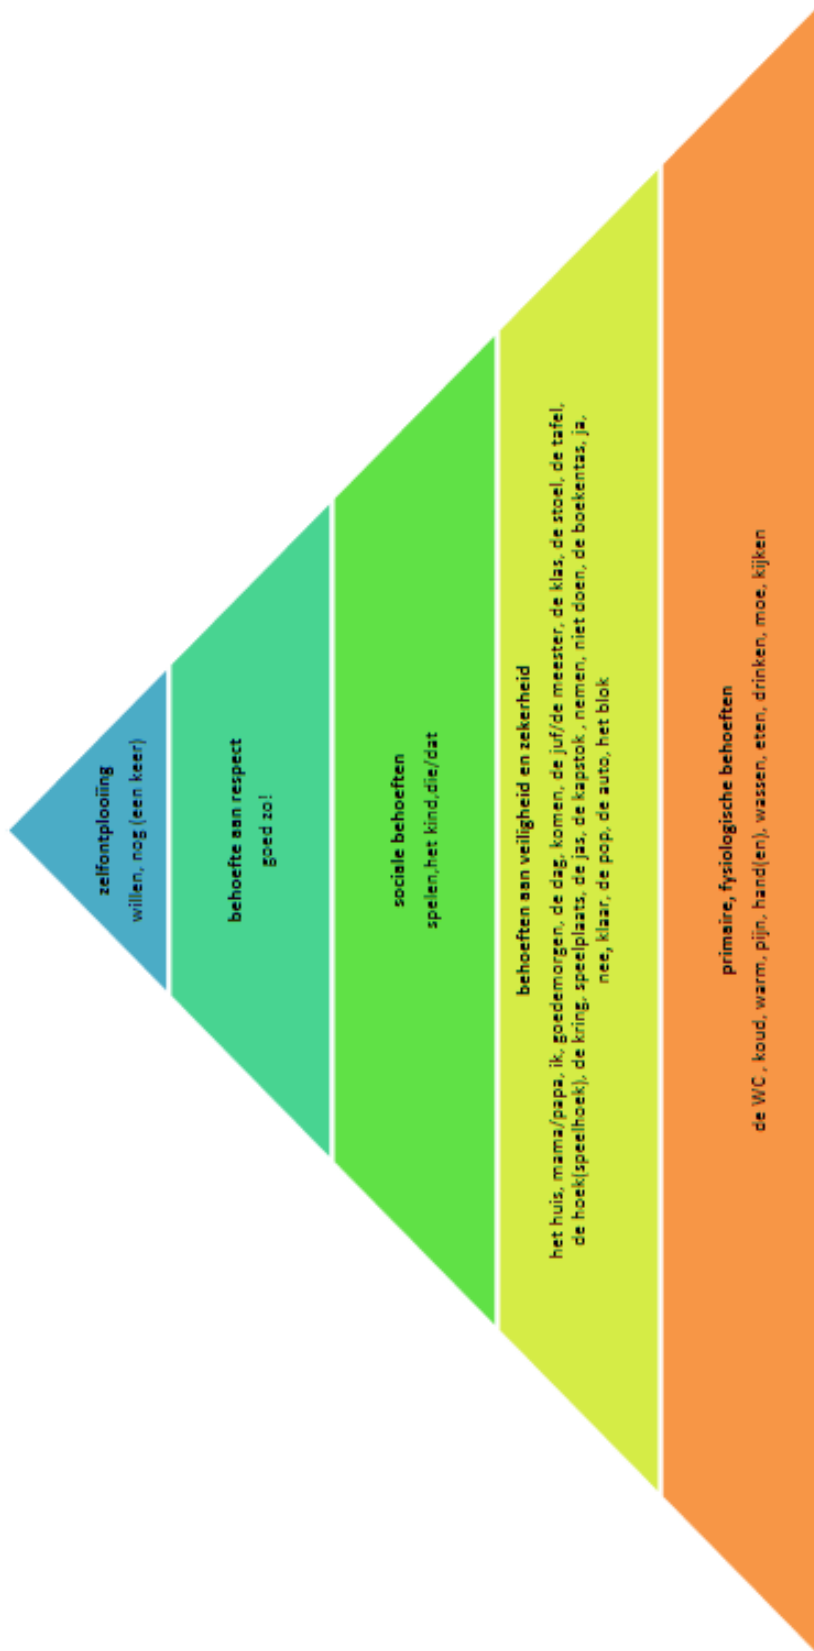 zelfontplooiing
willen, nog (een keer)
behoefte aan respect
goed zo!
sociale behoeften
spelen,het kind,die/dat
behoeften aan veiligheid en zekerheid
het huis, mama/papa, ik, goedemorgen, de dag, komen, de juf/de meester, de klas, de stoel, de tafel,
de hoek(speelhoek), de kring, speelplaats, de jas, de kapstok , nemen, niet doen, de boekentas, ja,
nee, klaar, de pop, de auto, het blok
primaire, fysiologische behoeften
de WC , koud, warm, pijn, hand(en), wassen, eten, drinken, moe, kijken